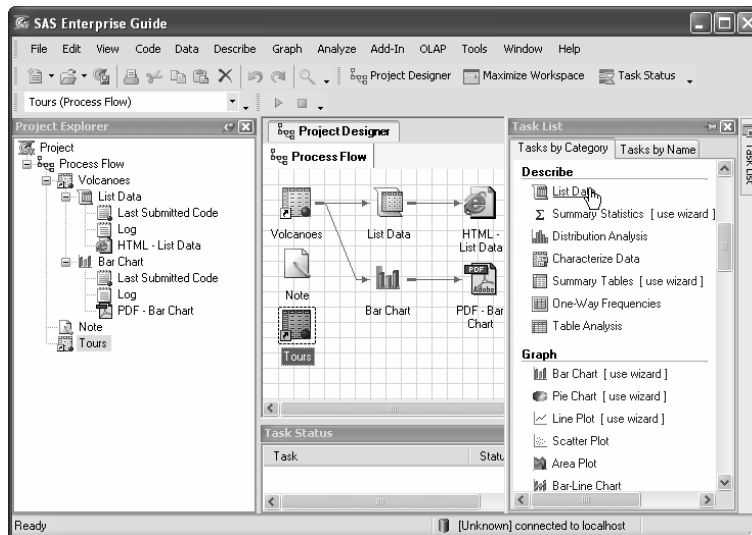 SAS Enterprise Guide
File Edit View Code Data Describe Graph Analyze Add-In OLAP Tools Window Help
Project Designer Maximize Workspace Task Status
Tours (Process Flow)
Project Explorer
Project
Process Flow
Volcanoes
List Data
Last Submitted Code
Log
HTML - List Data
Bar Chart
Last Submitted Code
Log
PDF - Bar Chart
Note
Tours
Project Designer
Process Flow
Volcanoes
List Data
HTML -
List Data
Note
Bar Chart
PDF
Adobe
PDF - Bar
Chart
Tours
Task Status
Task Statu
Task List
Tasks by Category Tasks by Name
Describe
List Data
Summary Statistics [ use wizard ]
Distribution Analysis
Characterize Data
Summary Tables [ use wizard ]
One-Way Frequencies
Table Analysis
Graph
Bar Chart [ use wizard ]
Pie Chart [ use wizard ]
Line Plot [ use wizard ]
Scatter Plot
Area Plot
Bar-Line Chart
Task List
Ready
[Unknown] connected to localhost